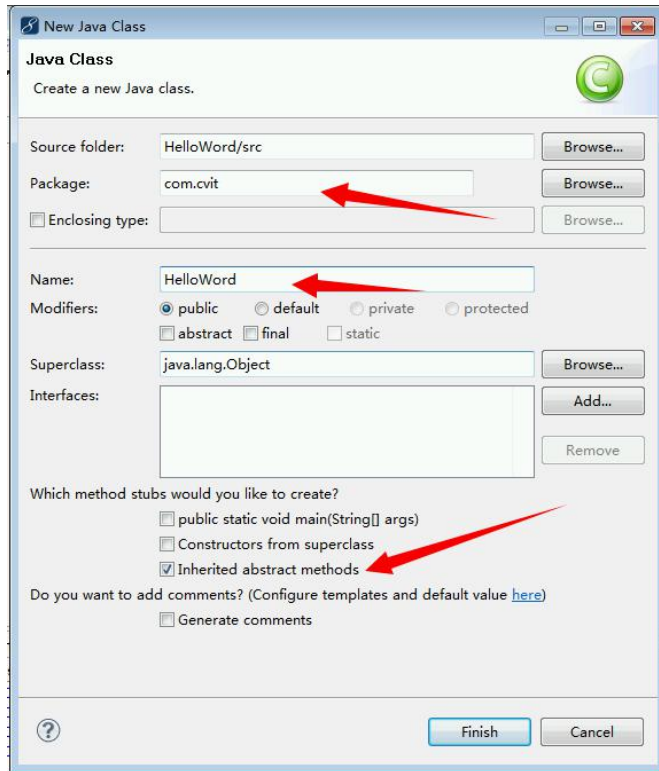 New Java Class
Java Class
Create a new Java class.
Source folder: HelloWord/src Browse...
Package: com.cvit Browse...
Enclosing type: Browse...
Name: HelloWord
Modifiers: public default private protected
abstract final static
Superclass: java.lang.Object Browse...
Interfaces: Add...
Remove
Which method stubs would you like to create?
public static void main(String[] args)
Constructors from superclass
Inherited abstract methods
Do you want to add comments? (Configure templates and default value here)
Generate comments
? Finish Cancel